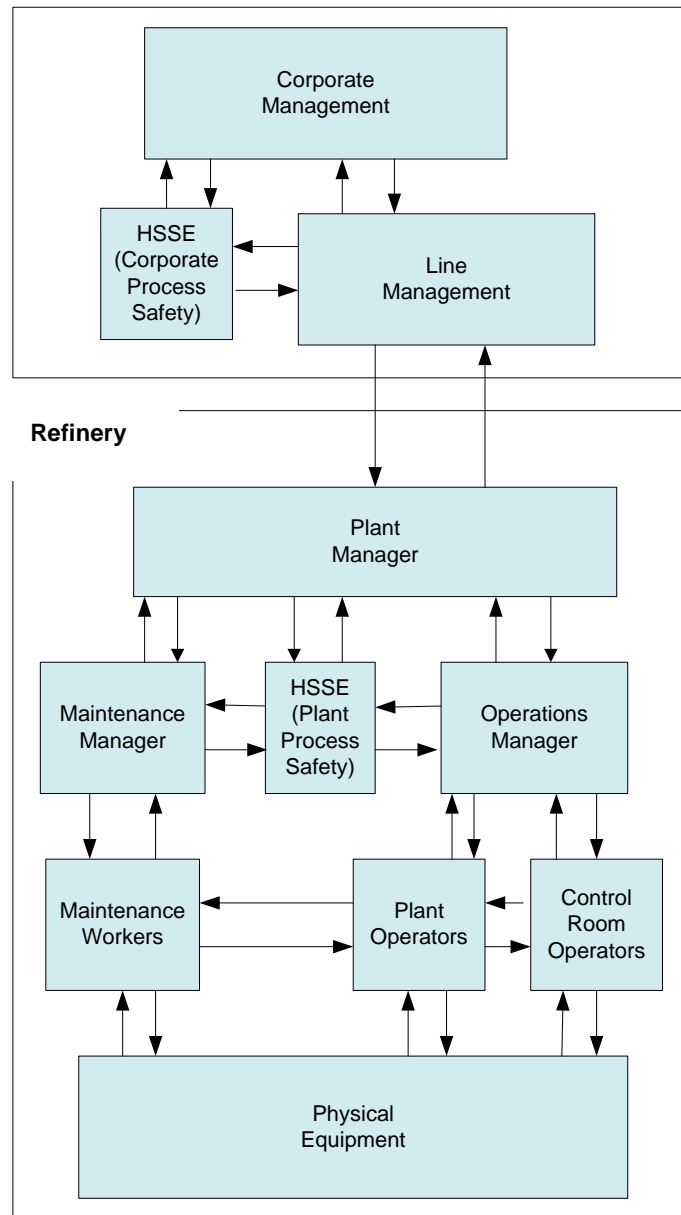 Corporate
Management
HSSE
(Corporate
Process
Safety)
Line
Management
Refinery
Plant
Manager
Maintenance
Manager
HSSE
(Plant
Process
Safety)
Operations
Manager
Maintenance
Workers
Plant
Operators
Control
Room
Operators
Physical
Equipment